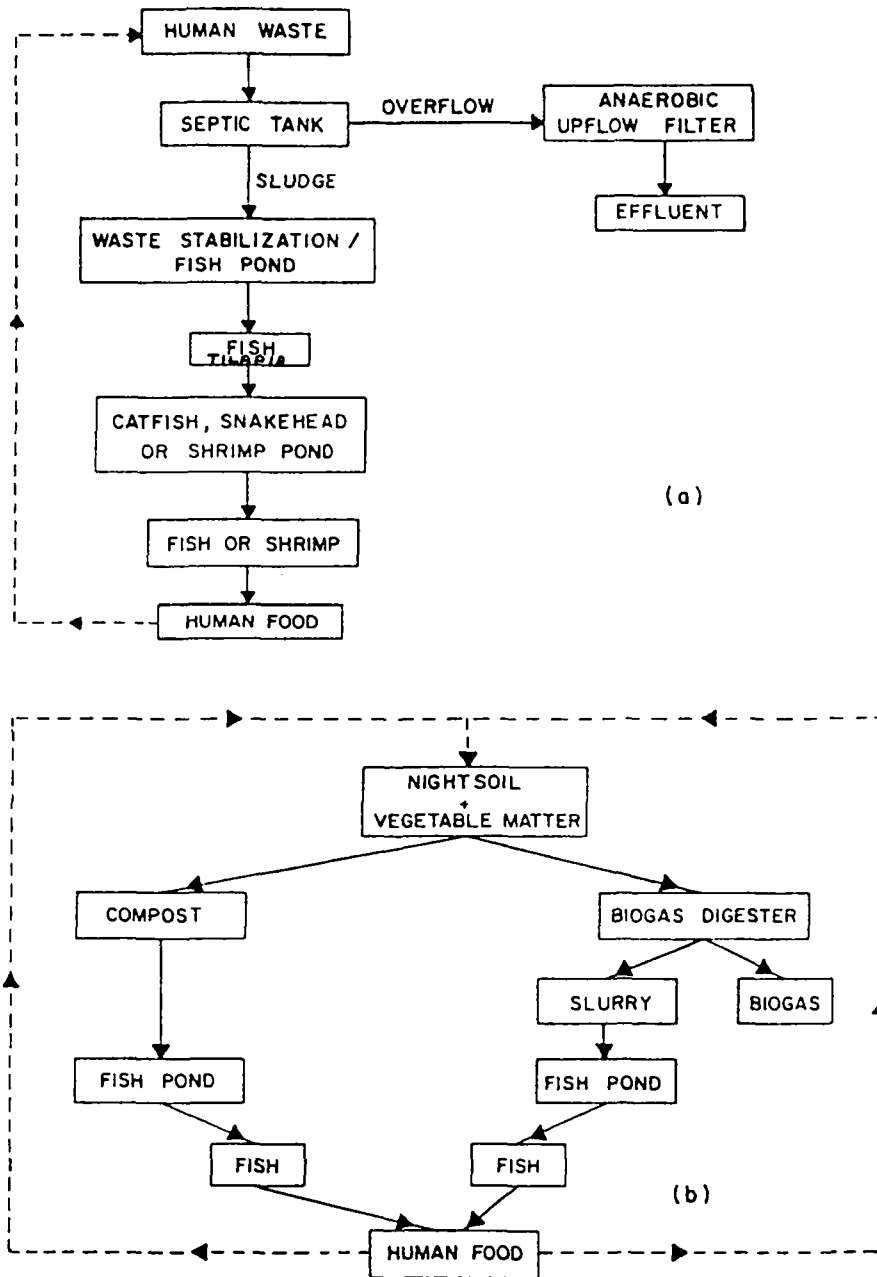 HUMAN WASTE
SEPTIC TANK
OVERFLOW
ANAEROBIC
UPFLOW FILTER
EFFLUENT
SLUDGE
WASTE STABILIZATION /
FISH POND
FISH
TILAPIA
CATFISH, SNAKEHEAD
OR SHRIMP POND
FISH OR SHRIMP
HUMAN FOOD
(a)
NIGHTSOIL
+
VEGETABLE MATTER
COMPOST
BIOGAS DIGESTER
SLURRY
BIOGAS
FISH POND
FISH POND
FISH
FISH
(b)
HUMAN FOOD